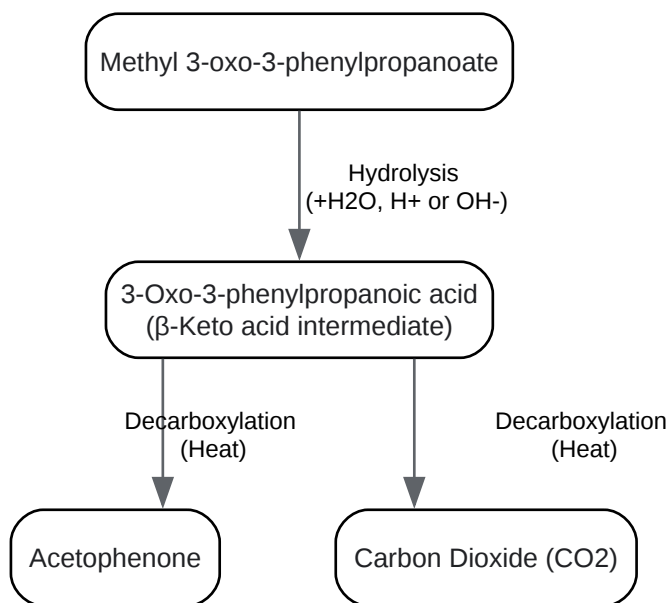 Methyl 3-oxo-3-phenylpropanoate
Hydrolysis
(+H2O, H+ or OH-)
3-Oxo-3-phenylpropanoic acid
(β-Keto acid intermediate)
Decarboxylation
(Heat)
Decarboxylation
(Heat)
Acetophenone
Carbon Dioxide (CO2)